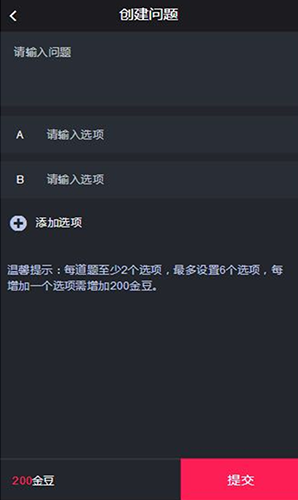 创建问题
请输入问题
A 请输入选项
B 请输入选项
添加选项
温馨提示：每道题至少2个选项，最多设置6个选项，每
增加一个选项需增加200金豆。
200金豆 提交